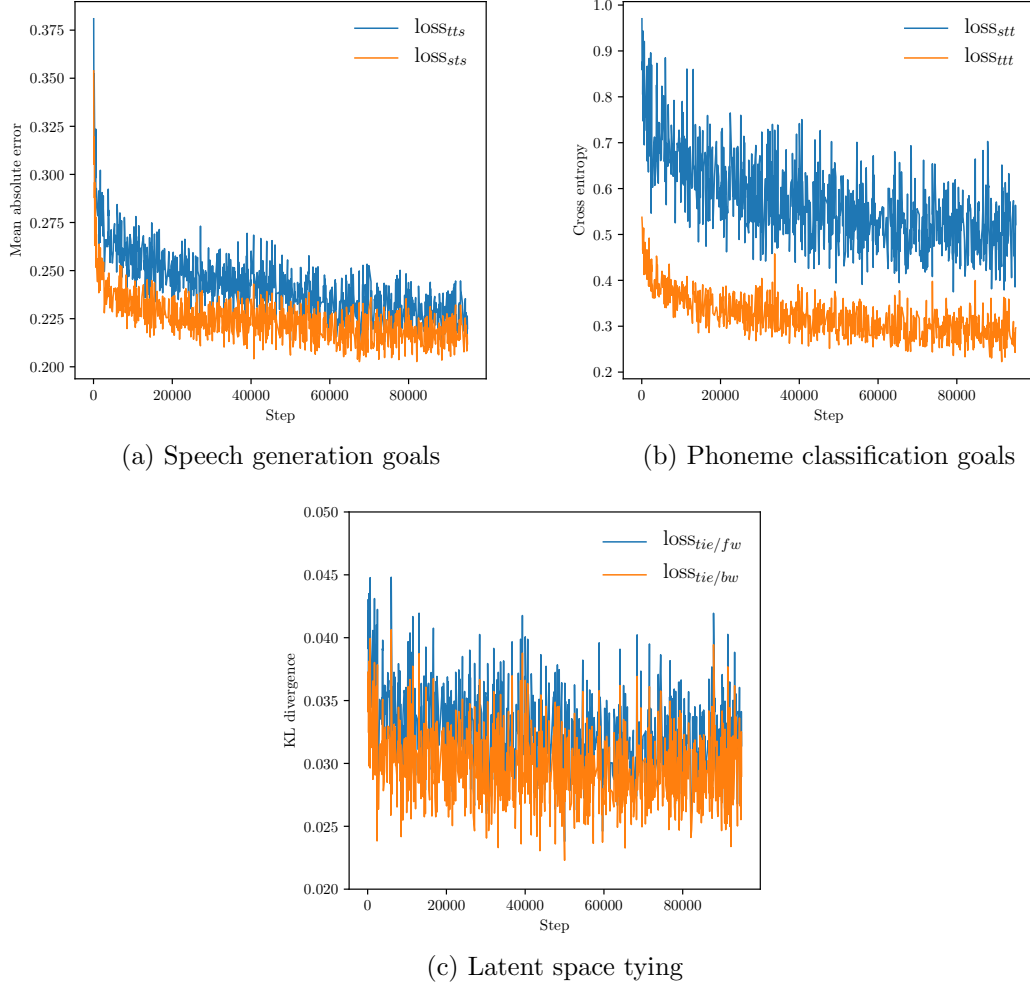 0.375
0.350
0.325
0.300
0.275
0.250
0.225
0.200
Mean absolute error
loss_tts
loss_sts
0
20000
40000
60000
80000
Step
(a) Speech generation goals
1.0
0.9
0.8
0.7
0.6
0.5
0.4
0.3
0.2
Cross entropy
loss_stt
loss_ttt
0
20000
40000
60000
80000
Step
(b) Phoneme classification goals
0.050
0.045
0.040
0.035
0.030
0.025
0.020
KL divergence
loss_tie/fw
loss_tie/bw
0
20000
40000
60000
80000
Step
(c) Latent space tying